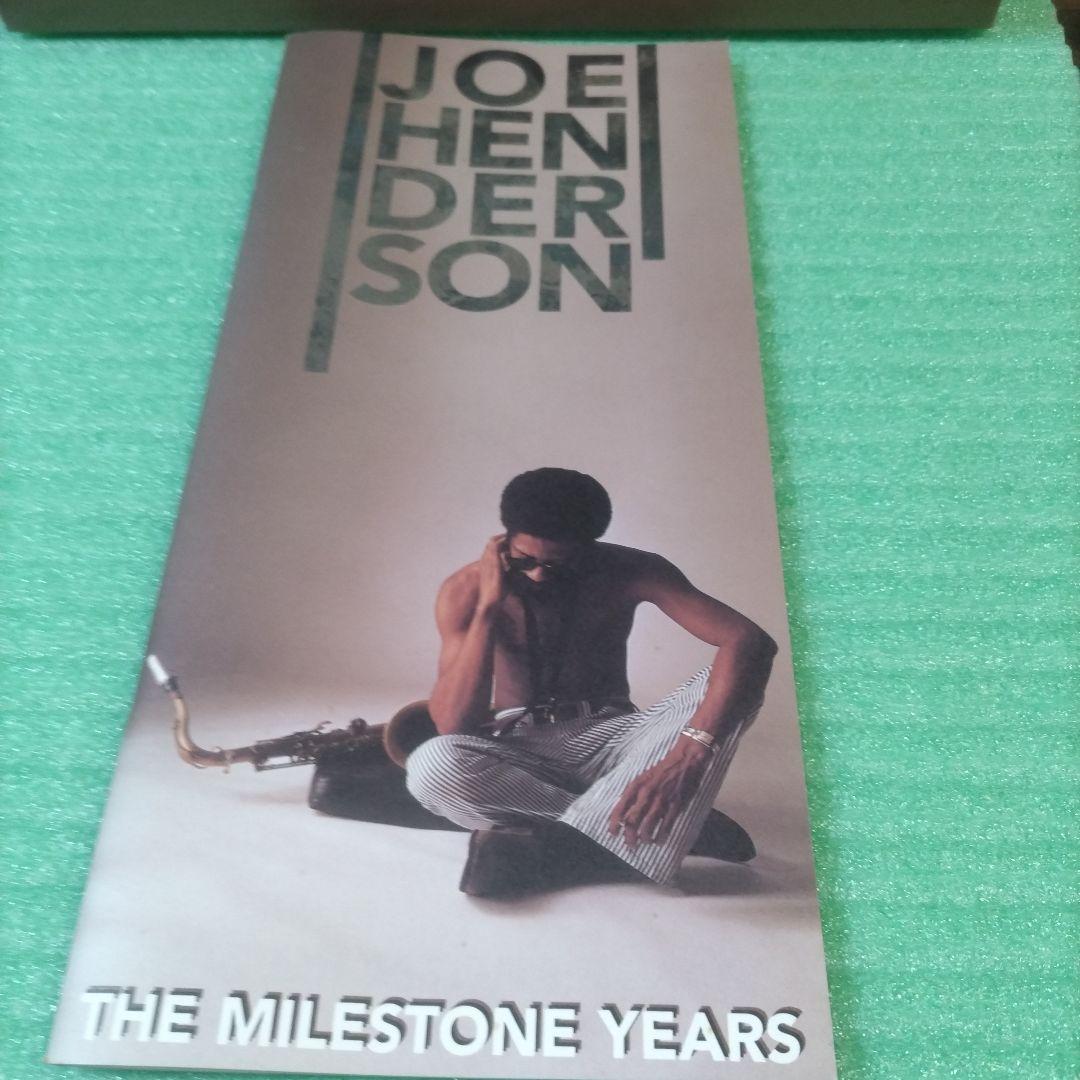 JOE
HEN
DER
SON
THE MILESTONE YEARS